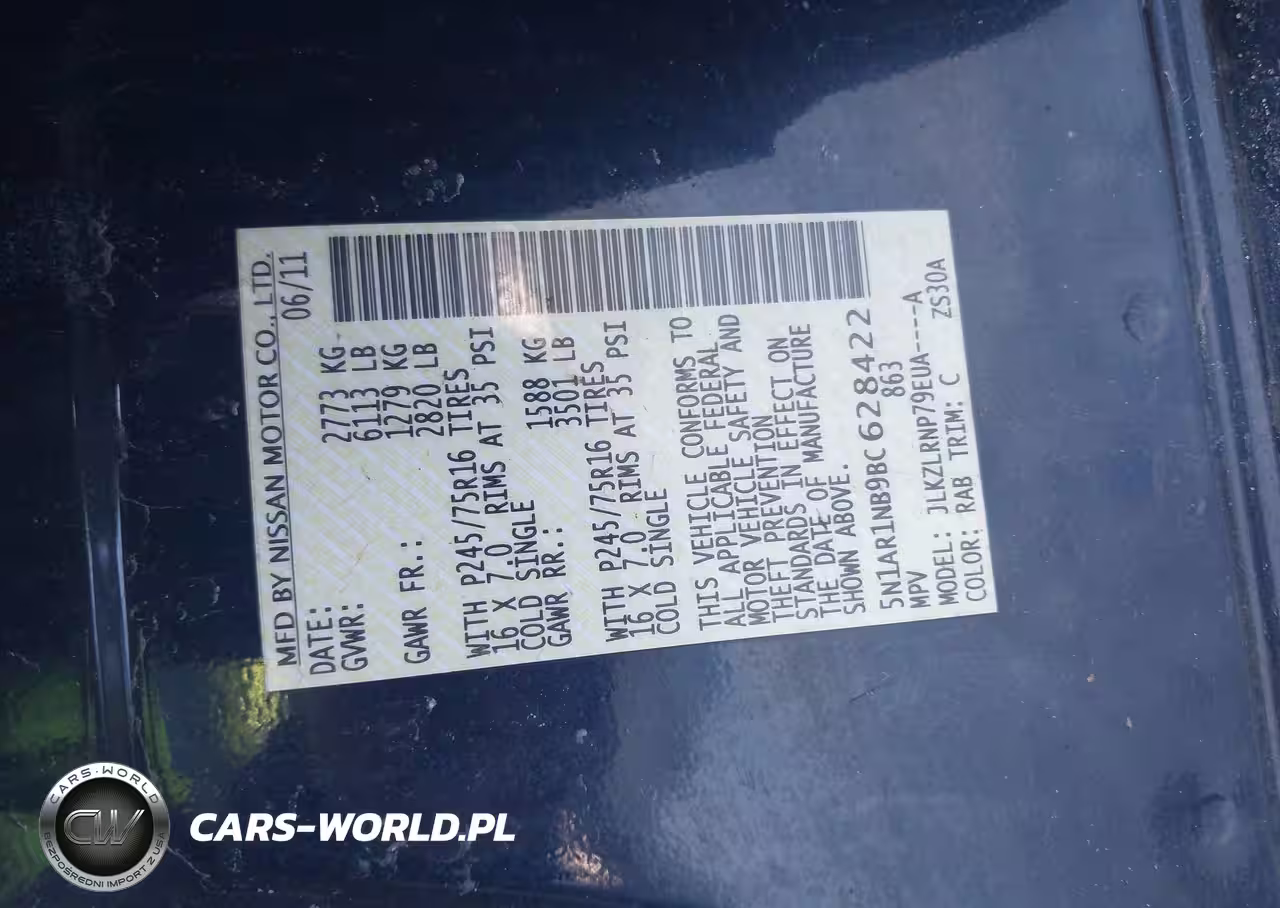 MFD BY NISSAN MOTOR CO., LTD.
DATE: 06/11
GVWR: 2773 KG
6113 LB
GAWR FR.: 1279 KG
2820 LB
WITH P245/75R16 TIRES
16 X 7.0 RIMS AT 35 PSI
COLD SINGLE
GAWR RR.: 1588 KG
3501 LB
WITH P245/75R16 TIRES
16 X 7.0 RIMS AT 35 PSI
COLD SINGLE
THIS VEHICLE CONFORMS TO
ALL APPLICABLE FEDERAL
MOTOR VEHICLE SAFETY AND
THEFT PREVENTION
STANDARDS IN EFFECT ON
THE DATE OF MANUFACTURE
SHOWN ABOVE.
5N1AR1NB9BC628422
MPV 863
MODEL: JLKZLRNP79EUA----A
COLOR: RAB TRIM: C ZS30A
CARS-WORLD
CW
BEZPOŚREDNI IMPORT Z USA
CARS-WORLD.PL